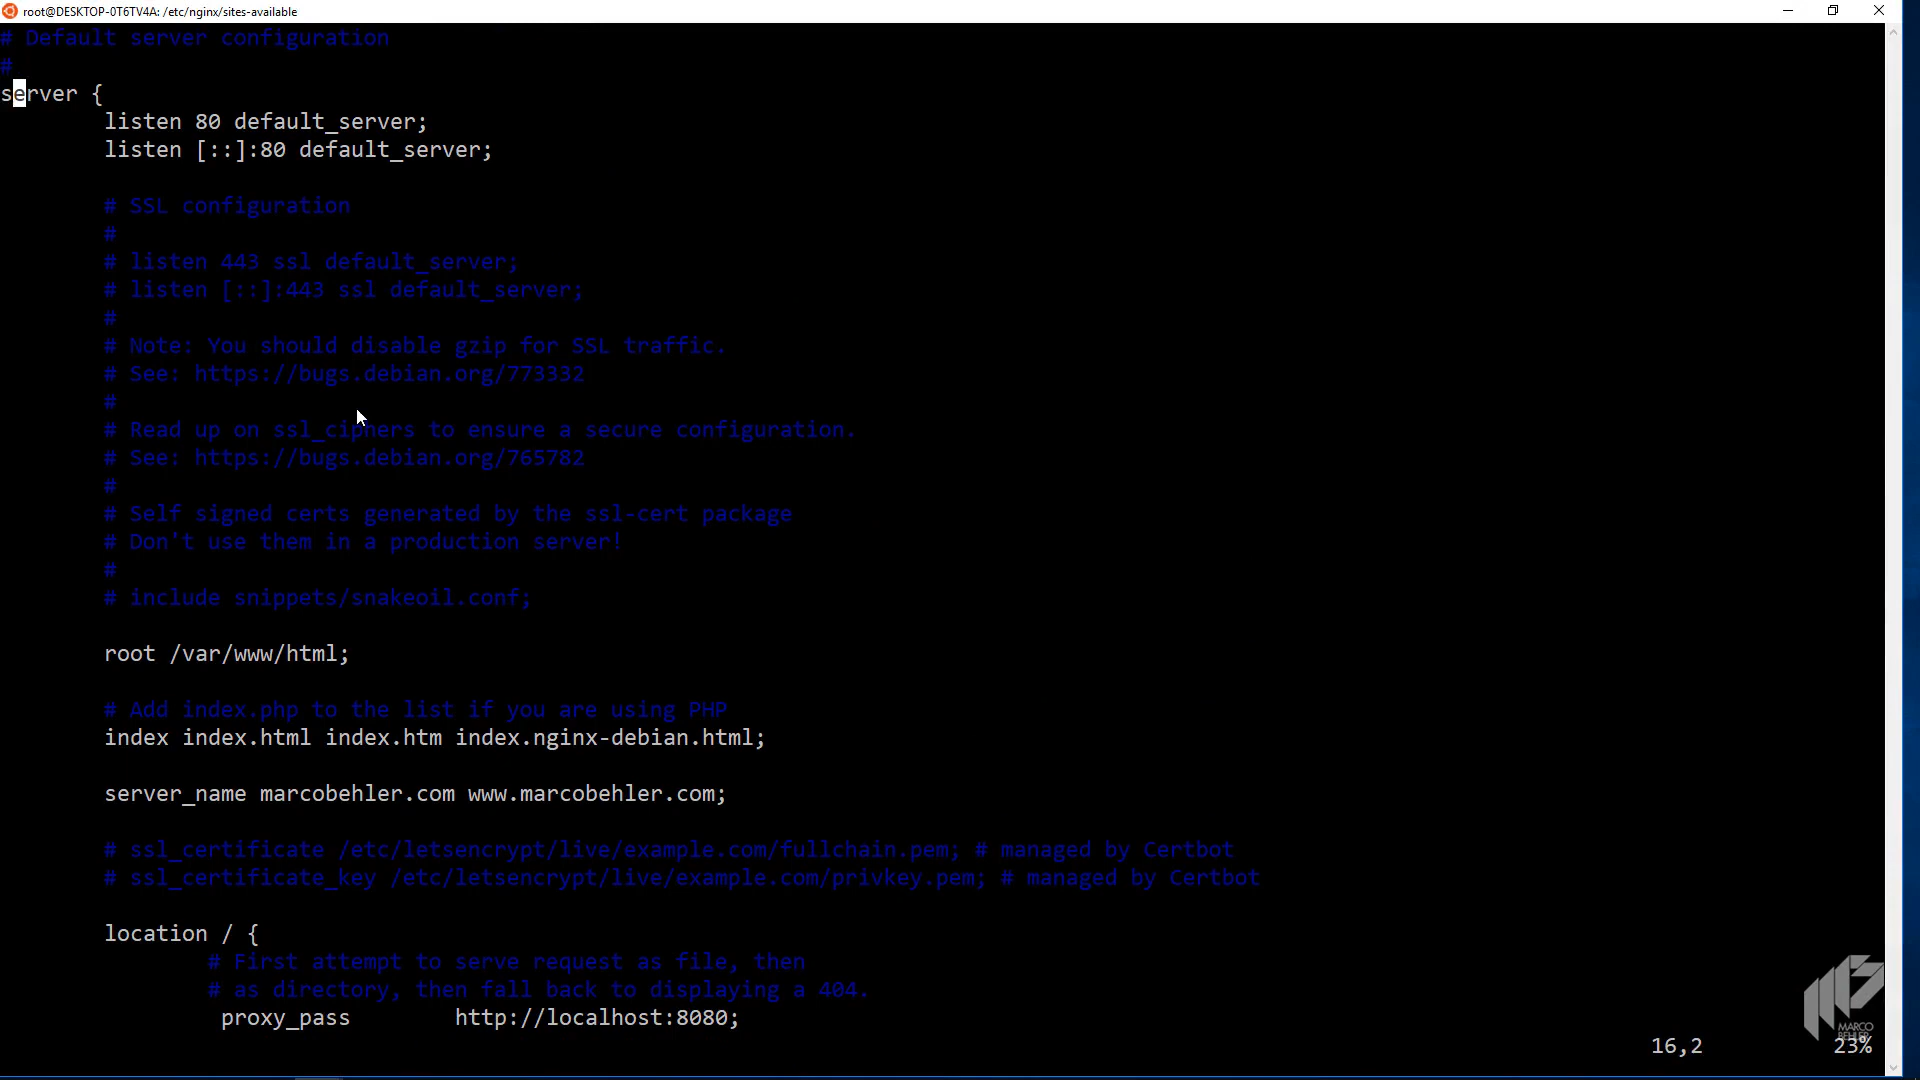 root@DESKTOP-0T6TV4A: /etc/nginx/sites-available
# Default server configuration
#
server {
listen 80 default_server;
listen [::]:80 default_server;
# SSL configuration
#
# listen 443 ssl default_server;
# listen [::]:443 ssl default_server;
#
# Note: You should disable gzip for SSL traffic.
# See: https://bugs.debian.org/773332
#
# Read up on ssl_ciphers to ensure a secure configuration.
# See: https://bugs.debian.org/765782
#
# Self signed certs generated by the ssl-cert package
# Don't use them in a production server!
#
# include snippets/snakeoil.conf;
root /var/www/html;
# Add index.php to the list if you are using PHP
index index.html index.htm index.nginx-debian.html;
server_name marcobehler.com www.marcobehler.com;
# ssl_certificate /etc/letsencrypt/live/example.com/fullchain.pem; # managed by Certbot
# ssl_certificate_key /etc/letsencrypt/live/example.com/privkey.pem; # managed by Certbot
location / {
# First attempt to serve request as file, then
# as directory, then fall back to displaying a 404.
proxy_pass http://localhost:8080;
MARCO
BEHLER
16,2 23%